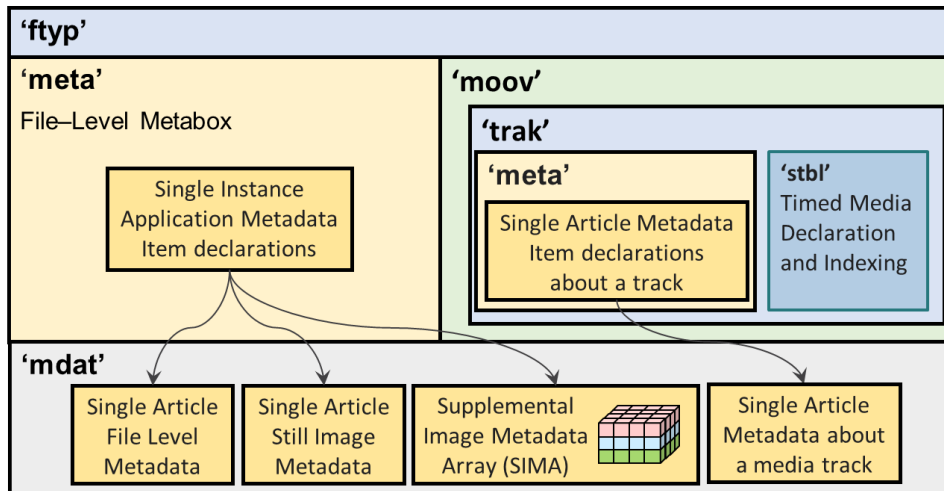 ‘ftyp’
‘meta’
File–Level Metabox
Single Instance
Application Metadata
Item declarations
‘moov’
‘trak’
‘meta’
Single Article Metadata
Item declarations
about a track
‘stbl’
Timed Media
Declaration
and Indexing
‘mdat’
Single Article
File Level
Metadata
Single Article
Still Image
Metadata
Supplemental
Image Metadata
Array (SIMA)
Single Article
Metadata about
a media track